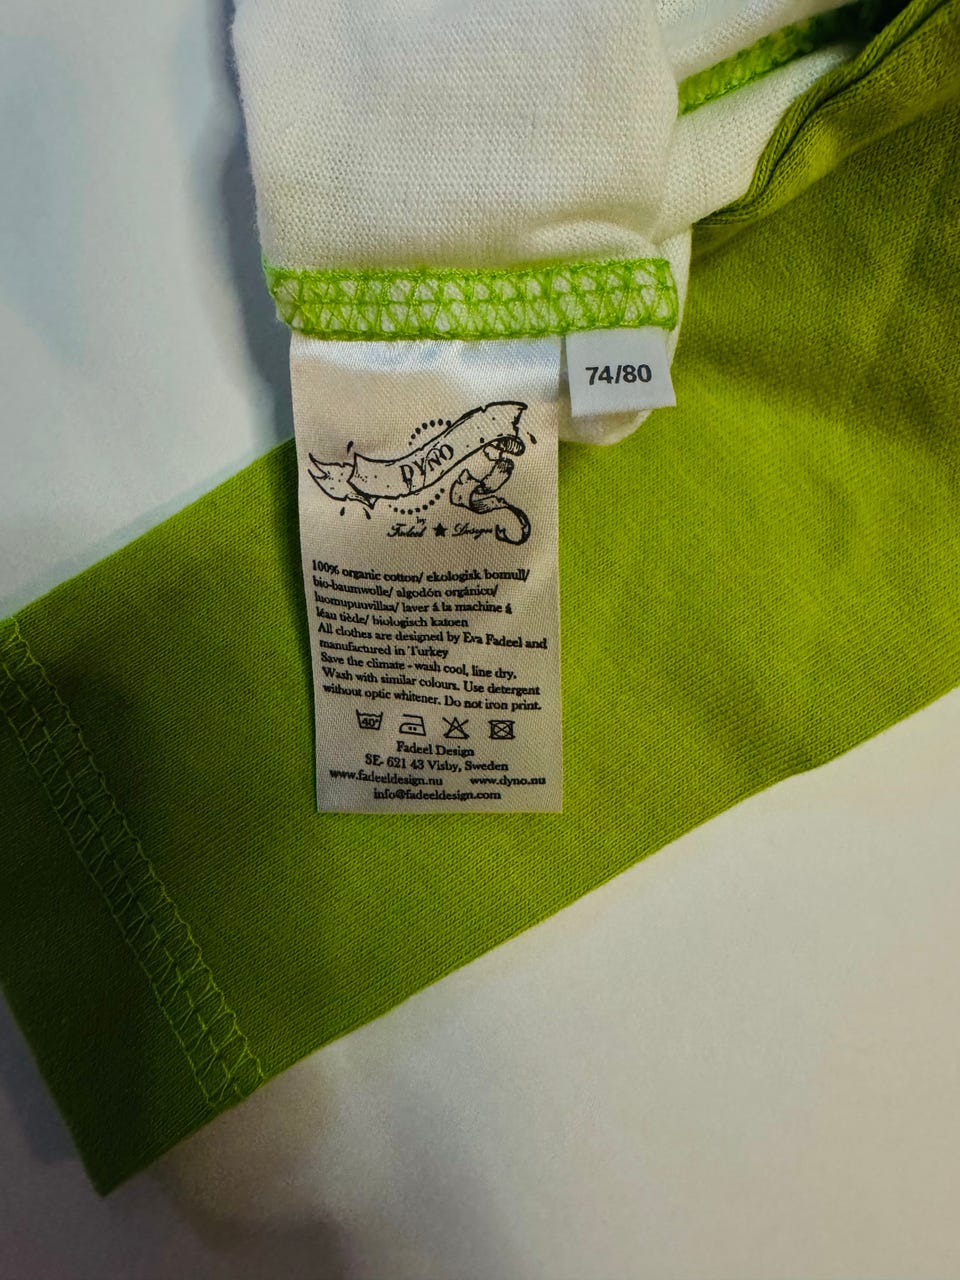 74/80
DYNO
by
Fadeel ★ Design
100% organic cotton/ ekologisk bomull/
bio-baumwolle/ algodón orgánico/
luomupuuvillaa/ laver á la machine á
léau tiède/ biologisch katoen
All clothes are designed by Eva Fadeel and
manufactured in Turkey
Save the climate - wash cool, line dry.
Wash with similar colours. Use detergent
without optic whitener. Do not iron print.
40°
Fadeel Design
SE- 621 43 Visby, Sweden
www.fadeeldesign.nu www.dyno.nu
info@fadeeldesign.com